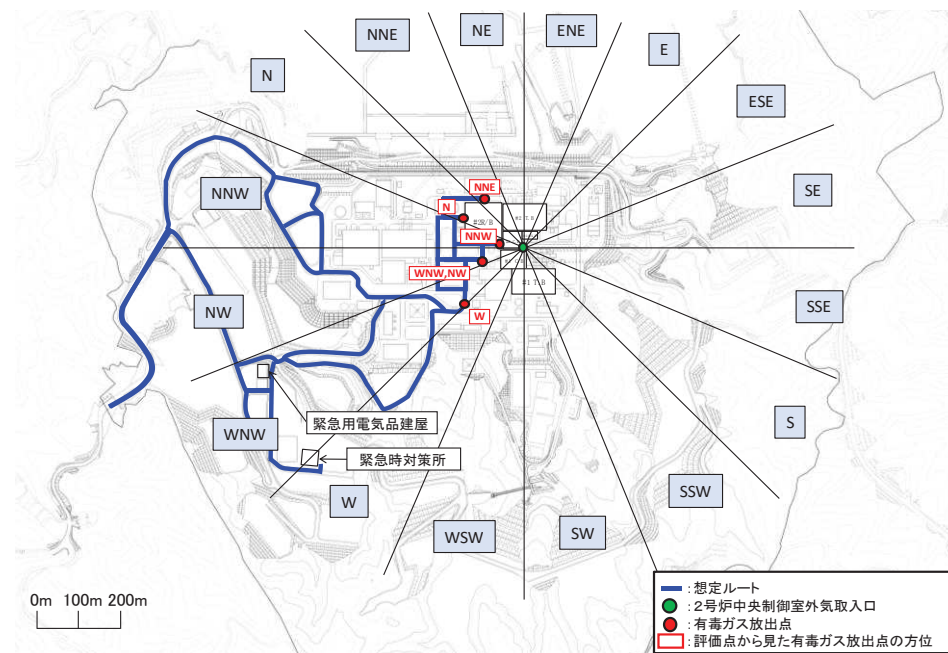 NE
ENE
NNE
E
N
ESE
NNW
NNE
SE
N
#2R/B
#2 T.B
NNW
WNW,NW
#1 T.B
NW
SSE
W
緊急用電気品建屋
S
WNW
緊急時対策所
W
SSW
WSW
SW
0m 100m 200m
:想定ルート
:2号炉中央制御室外気取入口
:有毒ガス放出点
:評価点から見た有毒ガス放出点の方位